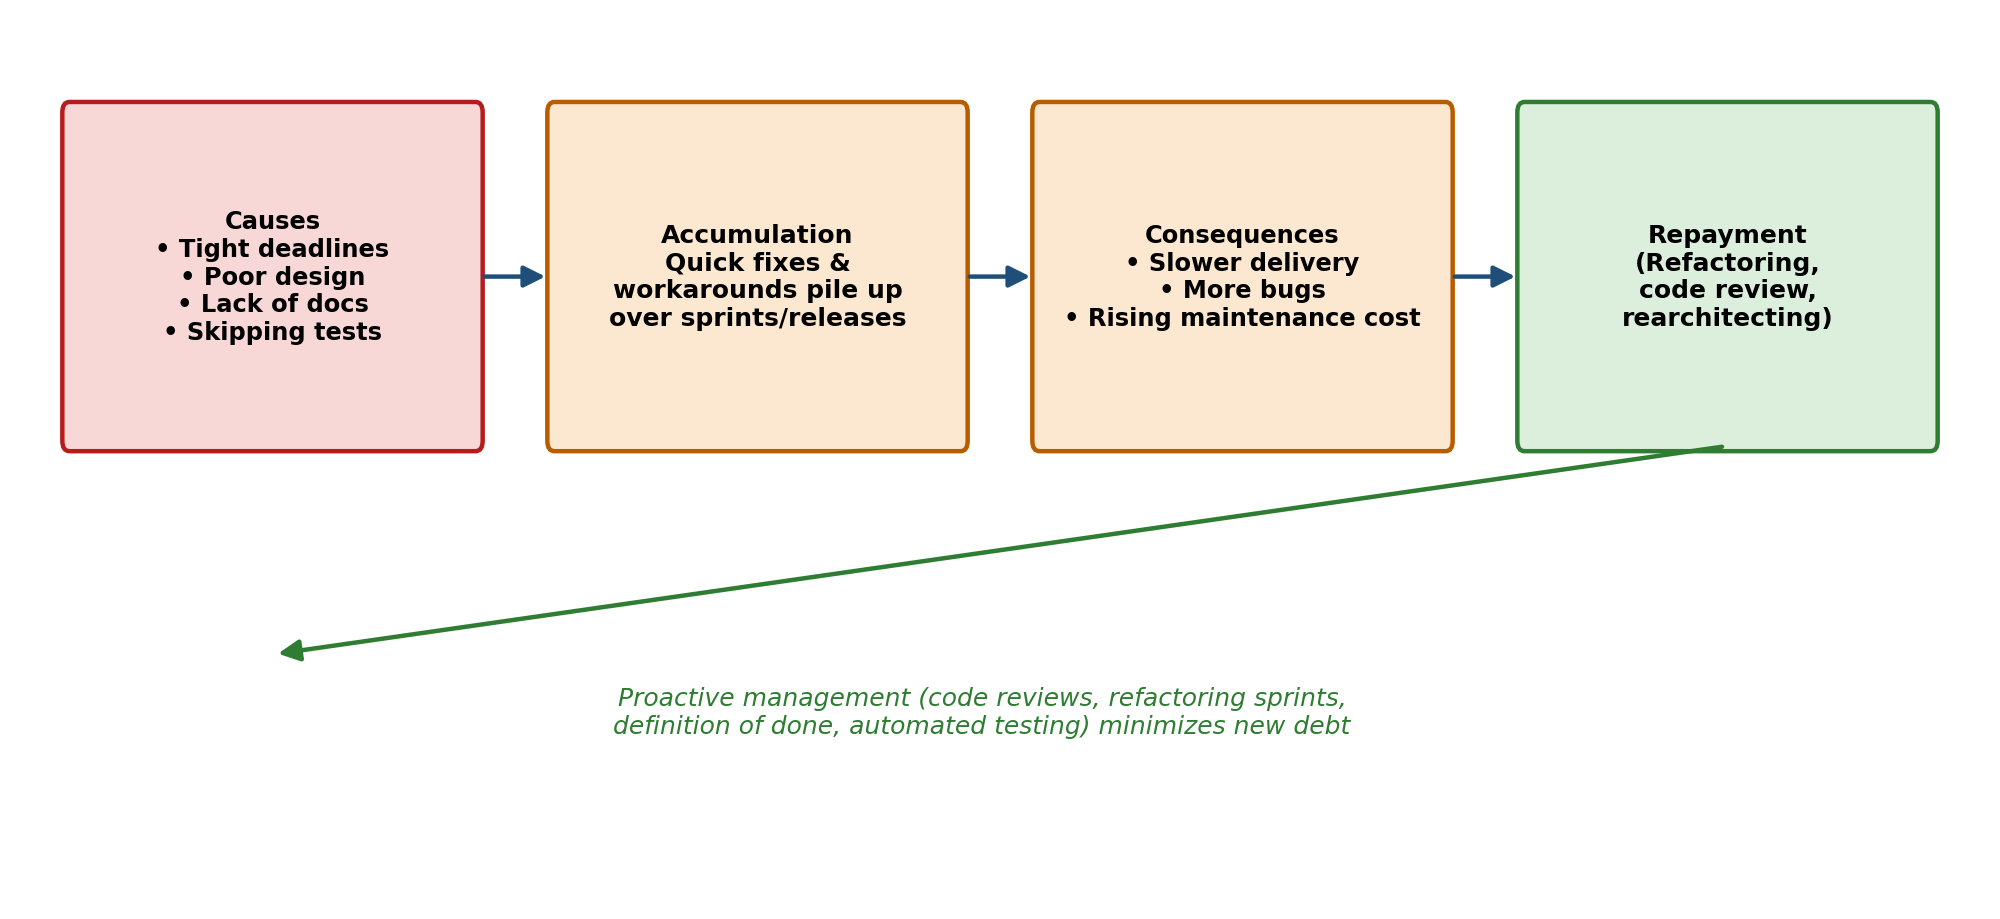 Causes
• Tight deadlines
• Poor design
• Lack of docs
• Skipping tests
Accumulation
Quick fixes &
workarounds pile up
over sprints/releases
Consequences
• Slower delivery
• More bugs
• Rising maintenance cost
Repayment
(Refactoring,
code review,
rearchitecting)
Proactive management (code reviews, refactoring sprints,
definition of done, automated testing) minimizes new debt